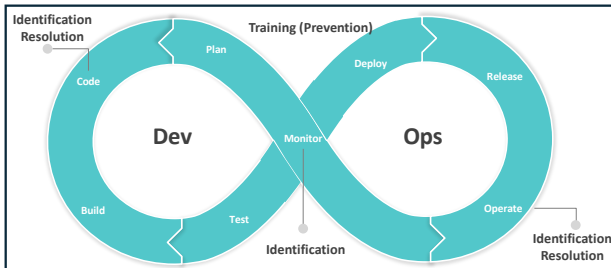 Identification
Resolution
Training (Prevention)
Plan
Deploy
Code
Release
Dev
Monitor
Ops
Build
Test
Operate
Identification
Identification
Resolution